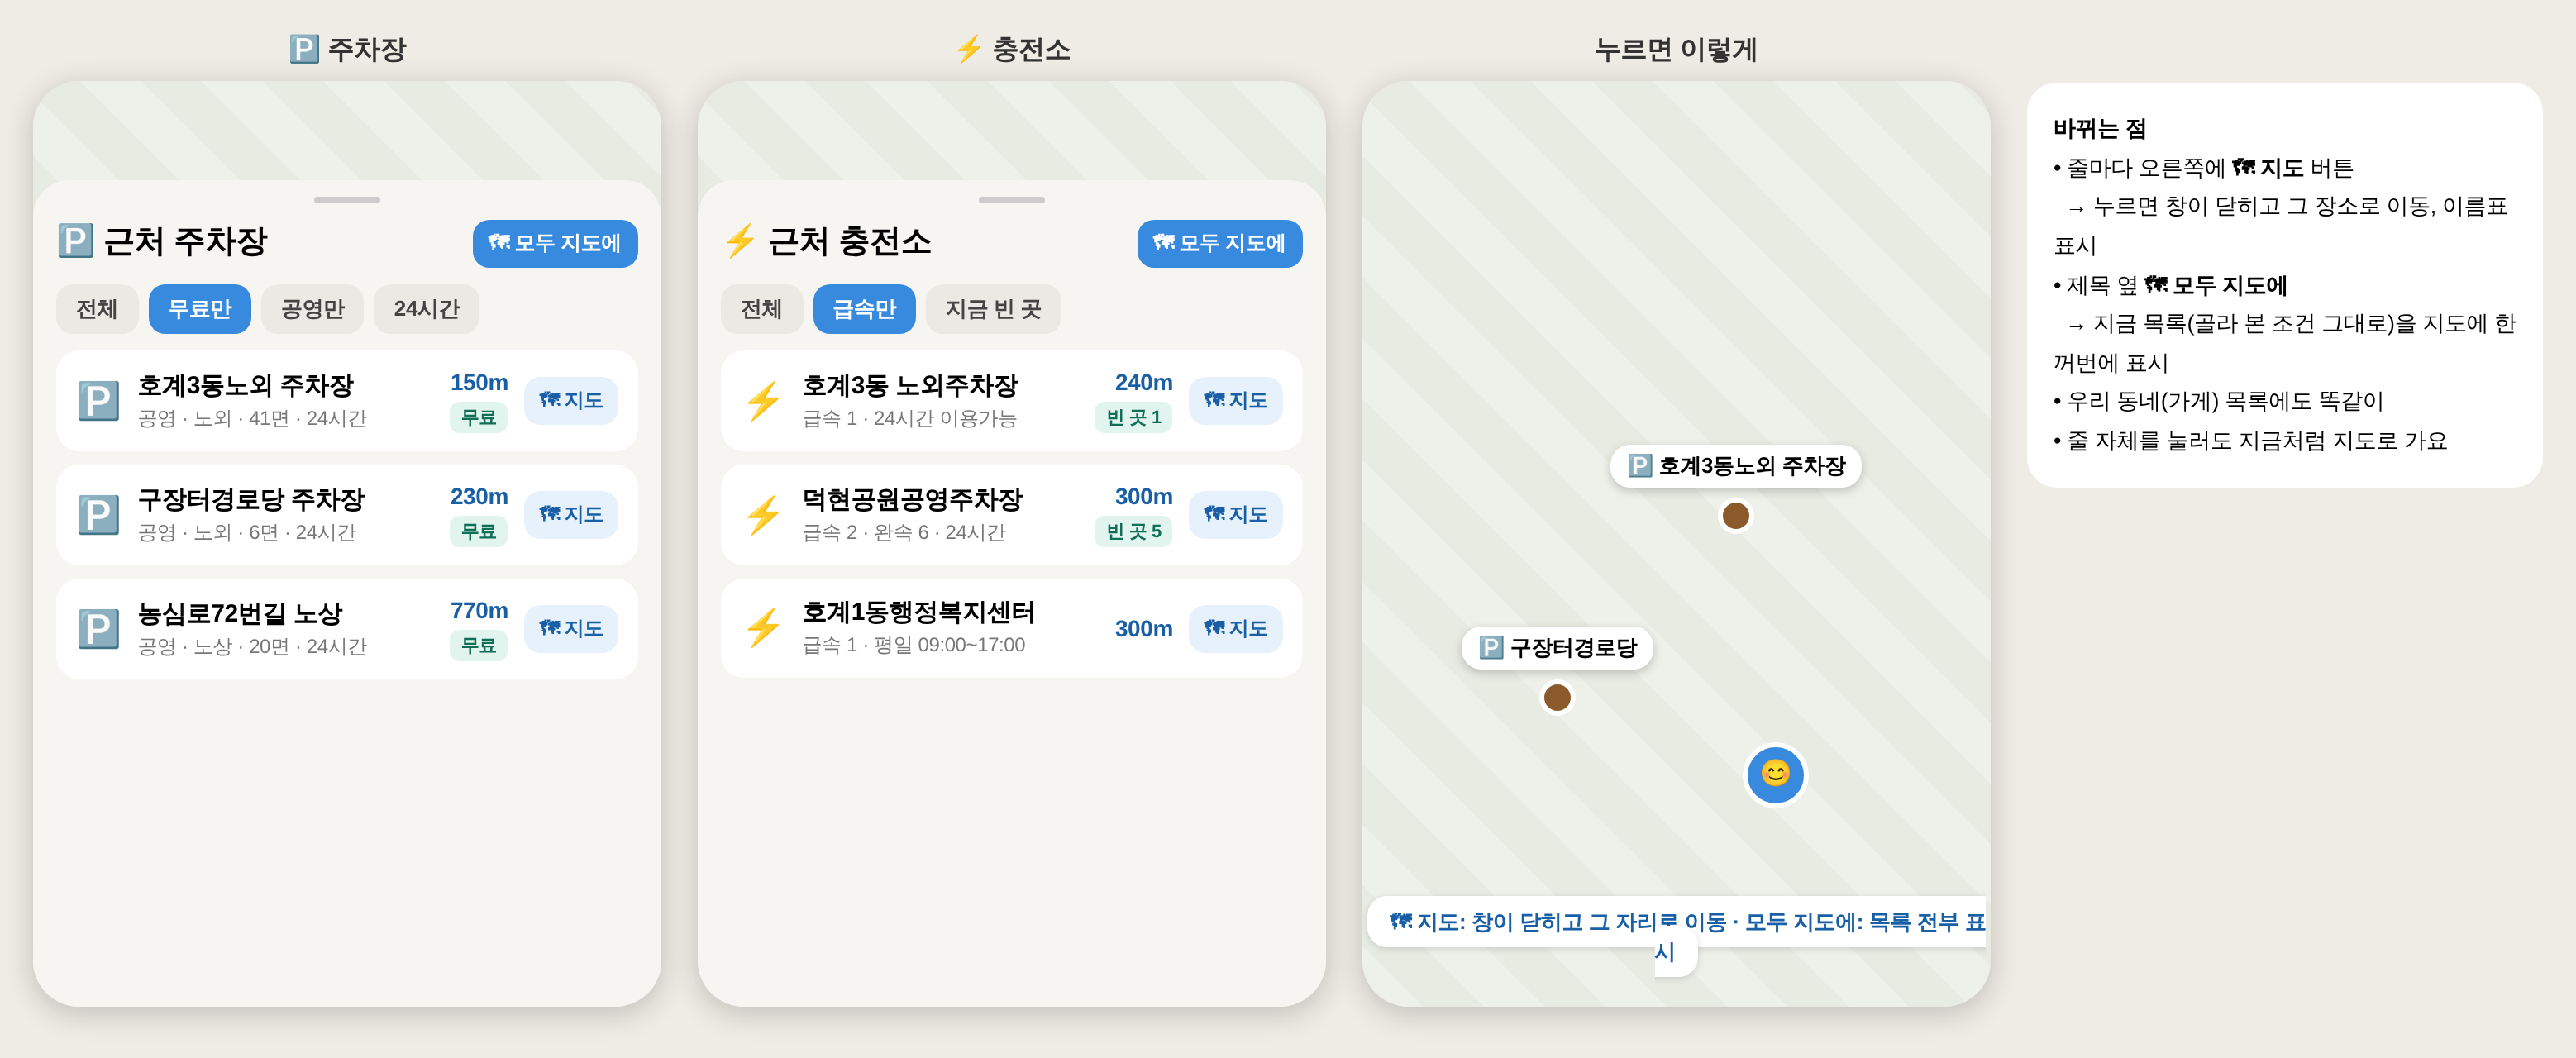 🅿️ 주차장
🅿️ 근처 주차장
🗺 모두 지도에
전체
무료만
공영만
24시간
호계3동노외 주차장
공영 · 노외 · 41면 · 24시간
150m
무료
🗺 지도
구장터경로당 주차장
공영 · 노외 · 6면 · 24시간
230m
무료
🗺 지도
농심로72번길 노상
공영 · 노상 · 20면 · 24시간
770m
무료
🗺 지도
⚡ 충전소
⚡ 근처 충전소
🗺 모두 지도에
전체
급속만
지금 빈 곳
호계3동 노외주차장
급속 1 · 24시간 이용가능
240m
빈 곳 1
🗺 지도
덕현공원공영주차장
급속 2 · 완속 6 · 24시간
300m
빈 곳 5
🗺 지도
호계1동행정복지센터
급속 1 · 평일 09:00~17:00
300m
🗺 지도
누르면 이렇게
🅿️ 호계3동노외 주차장
🅿️ 구장터경로당
🗺 지도: 창이 닫히고 그 자리로 이동 · 모두 지도에: 목록 전부 표
시
바뀌는 점
• 줄마다 오른쪽에 🗺 지도 버튼
→ 누르면 창이 닫히고 그 장소로 이동, 이름표
표시
• 제목 옆 🗺 모두 지도에
→ 지금 목록(골라 본 조건 그대로)을 지도에 한
꺼번에 표시
• 우리 동네(가게) 목록에도 똑같이
• 줄 자체를 눌러도 지금처럼 지도로 가요